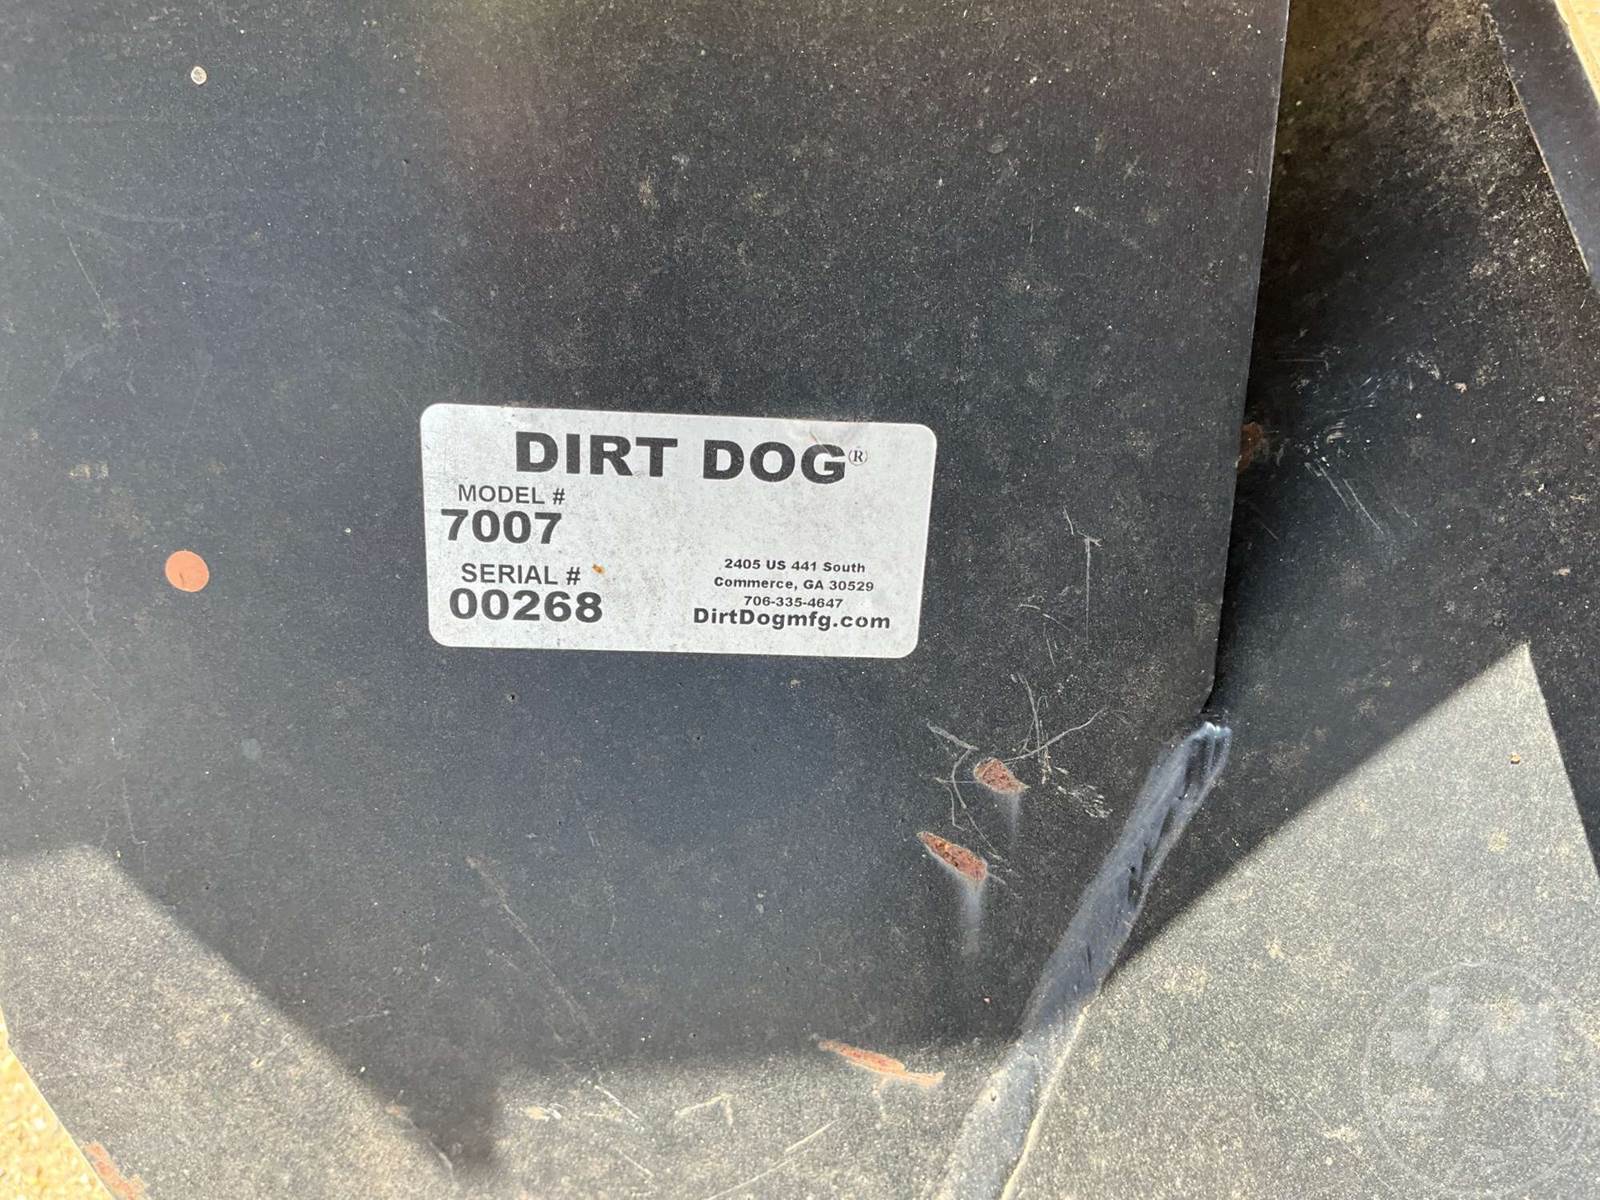 DIRT DOG®
MODEL #
7007
SERIAL #
00268
2405 US 441 South
Commerce, GA 30529
706-335-4647
DirtDogmfg.com